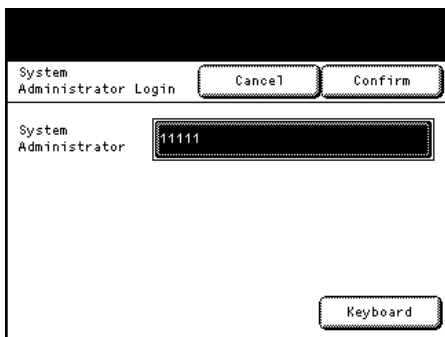 System
Administrator Login
Cancel
Confirm
System
Administrator
11111
Keyboard